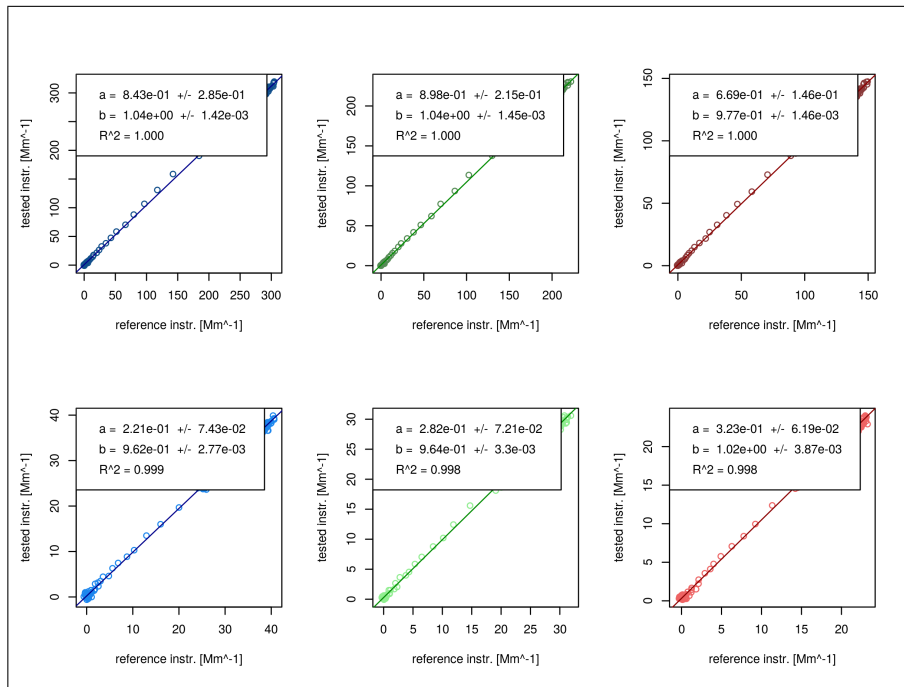 a = 8.43e-01 +/- 2.85e-01
b = 1.04e+00 +/- 1.42e-03
R^2 = 1.000
tested instr. [Mm^-1]
0 50 150 200 300
0 50 100 150 200 250 300
reference instr. [Mm^-1]
a = 8.98e-01 +/- 2.15e-01
b = 1.04e+00 +/- 1.45e-03
R^2 = 1.000
tested instr. [Mm^-1]
0 50 100 150 200
0 50 100 150 200
reference instr. [Mm^-1]
a = 6.69e-01 +/- 1.46e-01
b = 9.77e-01 +/- 1.46e-03
R^2 = 1.000
tested instr. [Mm^-1]
0 50 100 150
0 50 100 150
reference instr. [Mm^-1]
a = 2.21e-01 +/- 7.43e-02
b = 9.62e-01 +/- 2.77e-03
R^2 = 0.999
tested instr. [Mm^-1]
0 10 20 30 40
0 10 20 30 40
reference instr. [Mm^-1]
a = 2.82e-01 +/- 7.21e-02
b = 9.64e-01 +/- 3.3e-03
R^2 = 0.998
tested instr. [Mm^-1]
0 5 10 15 20 25 30
0 5 10 15 20 25 30
reference instr. [Mm^-1]
a = 3.23e-01 +/- 6.19e-02
b = 1.02e+00 +/- 3.87e-03
R^2 = 0.998
tested instr. [Mm^-1]
0 5 10 15 20
0 5 10 15 20
reference instr. [Mm^-1]